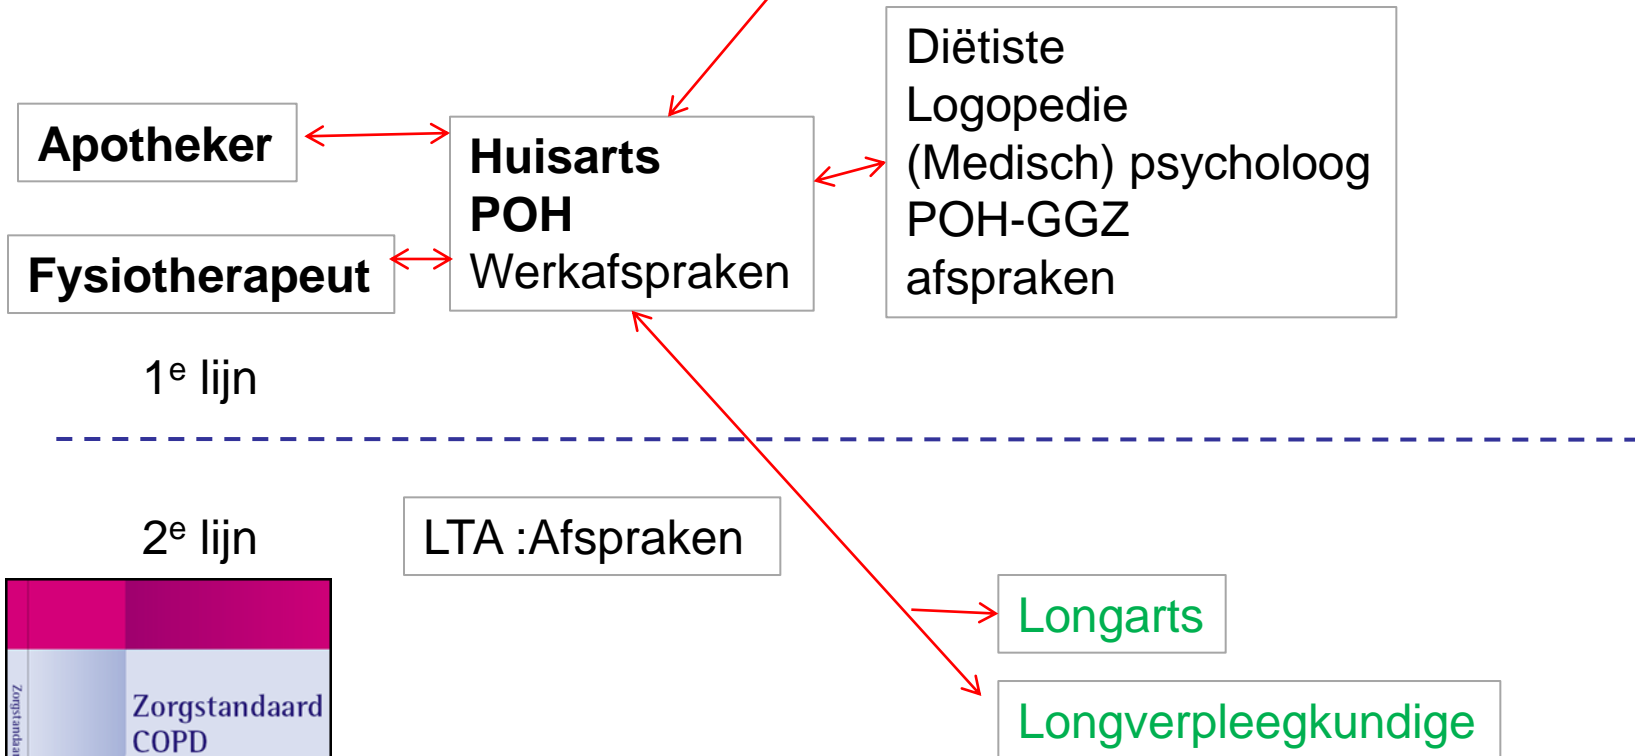 Diëtiste
Logopedie
(Medisch) psycholoog
POH-GGZ
afspraken
Apotheker
Huisarts
POH
Werkafspraken
Fysiotherapeut
1e lijn
2e lijn
LTA :Afspraken
Longarts
Longverpleegkundige
Zorgstandaard
COPD